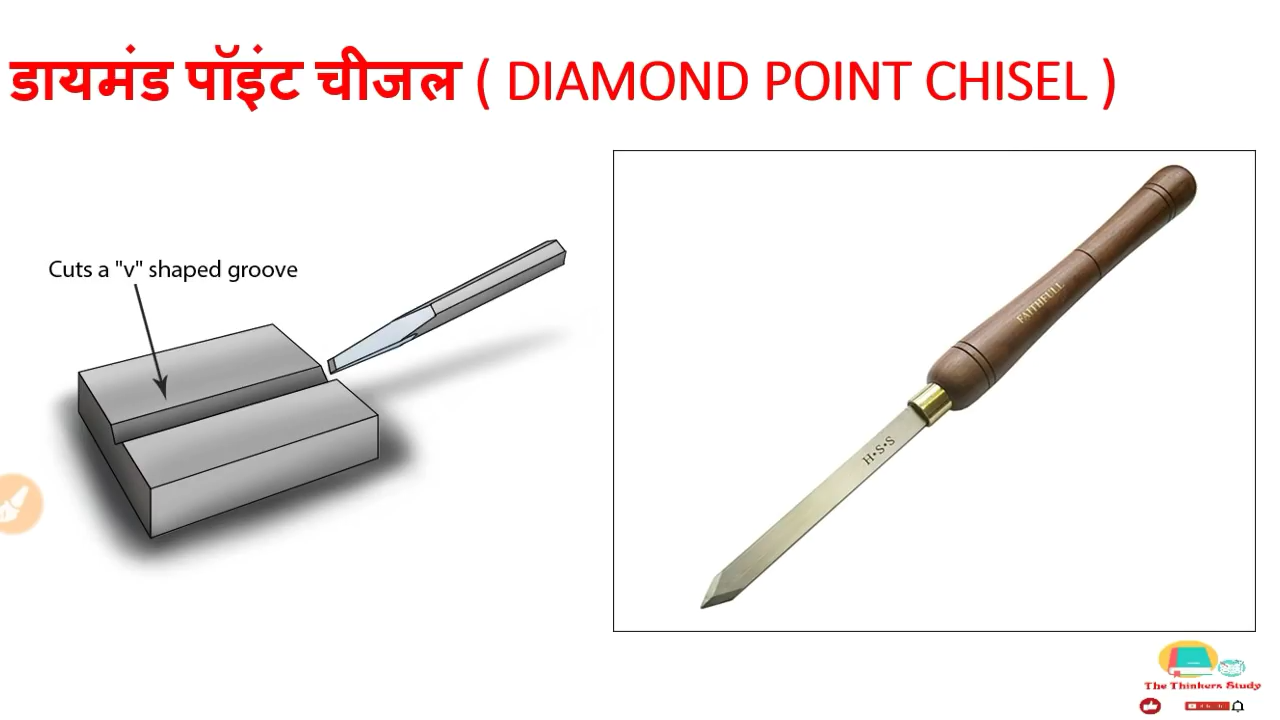 डायमंड पॉइंट चीजल ( DIAMOND POINT CHISEL )
Cuts a "v" shaped groove
FAITHFULL
H•S•S
The Thinkers Study